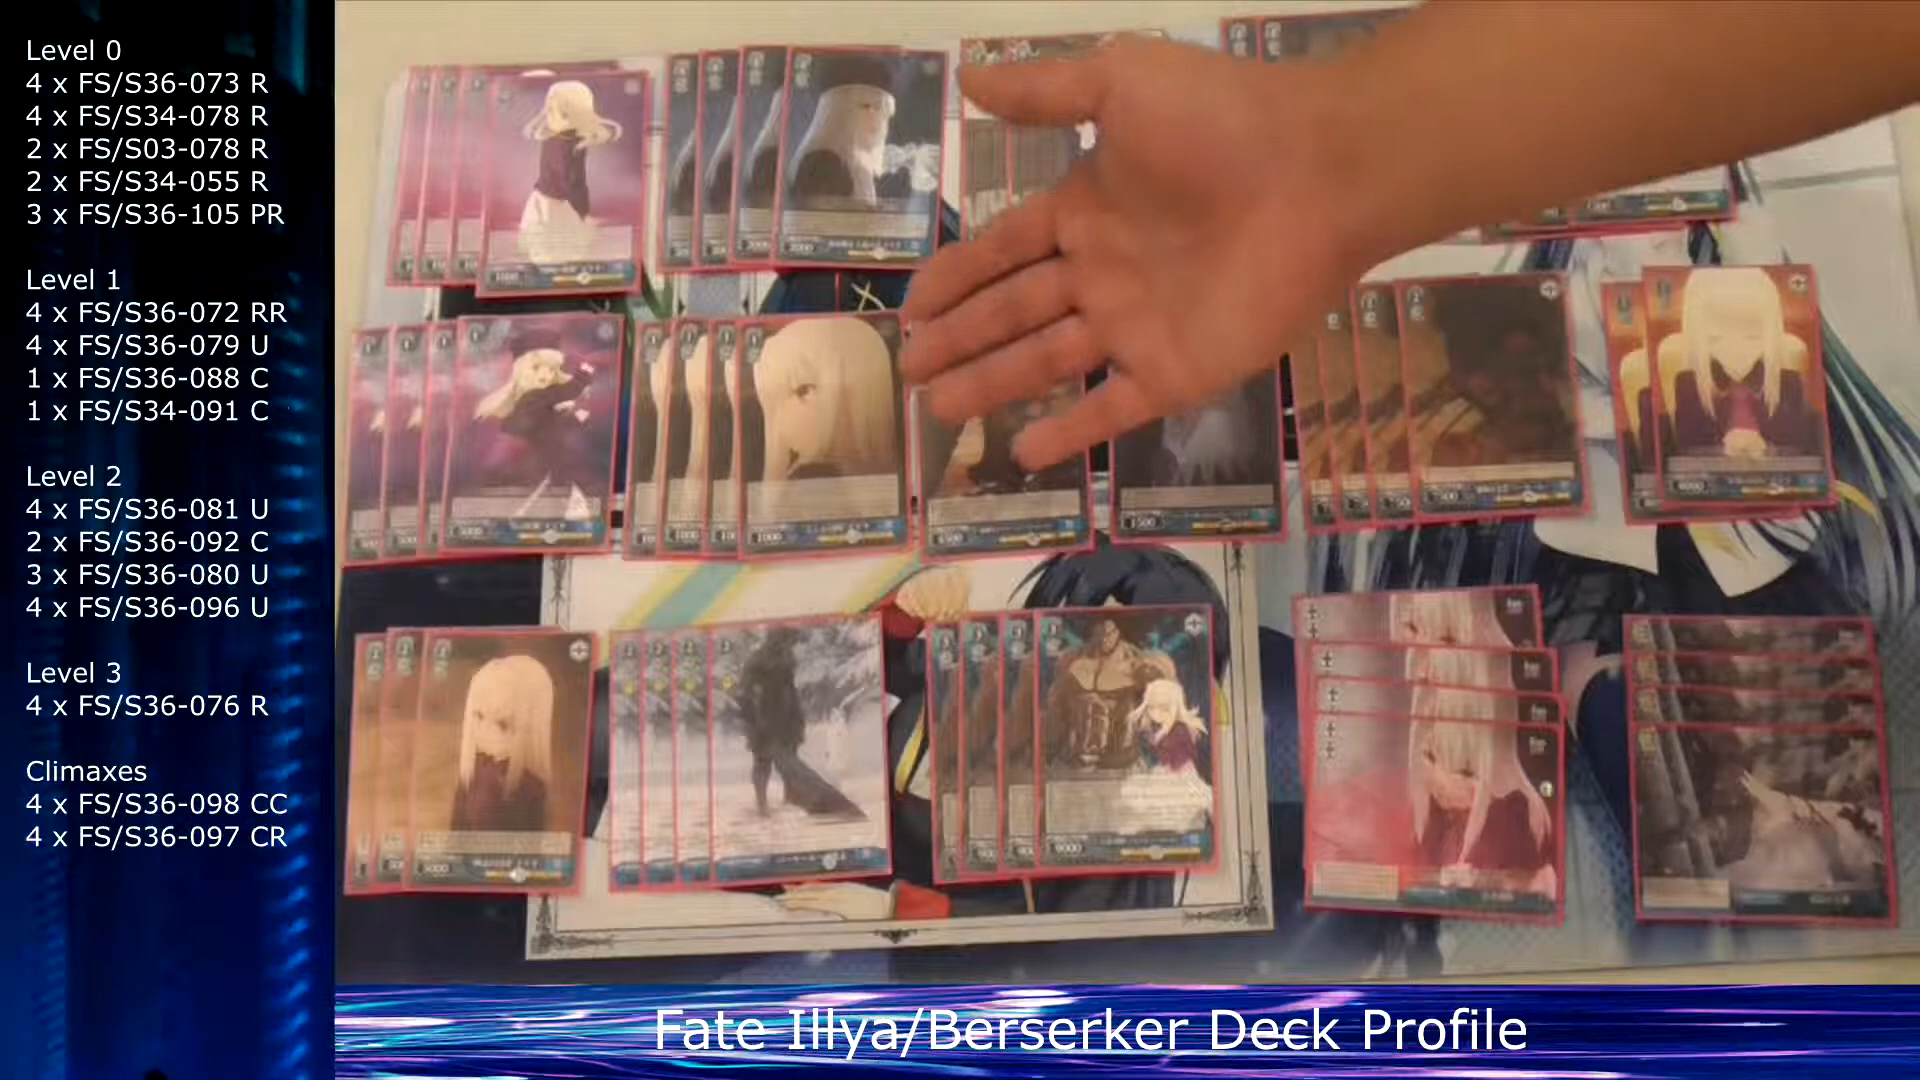 Level 0
4 x FS/S36-073 R
4 x FS/S34-078 R
2 x FS/S03-078 R
2 x FS/S34-055 R
3 x FS/S36-105 PR
Level 1
4 x FS/S36-072 RR
4 x FS/S36-079 U
1 x FS/S36-088 C
1 x FS/S34-091 C
Level 2
4 x FS/S36-081 U
2 x FS/S36-092 C
3 x FS/S36-080 U
4 x FS/S36-096 U
Level 3
4 x FS/S36-076 R
Climaxes
4 x FS/S36-098 CC
4 x FS/S36-097 CR
Fate Illya/Berserker Deck Profile